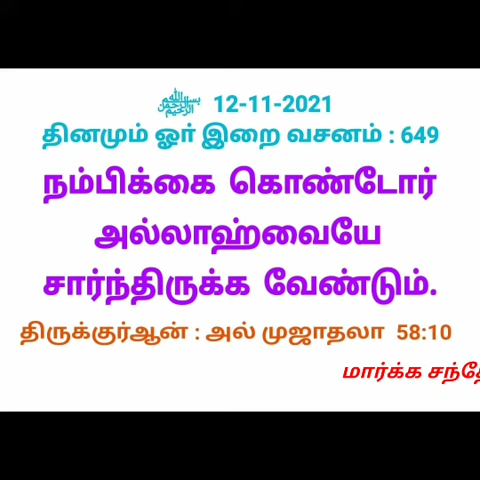 ﷽ 12-11-2021
தினமும் ஓர் இறை வசனம் : 649
நம்பிக்கை கொண்டோர்
அல்லாஹ்வையே
சார்ந்திருக்க வேண்டும்.
திருக்குர்ஆன் : அல் முஜாதலா 58:10
மார்க்க